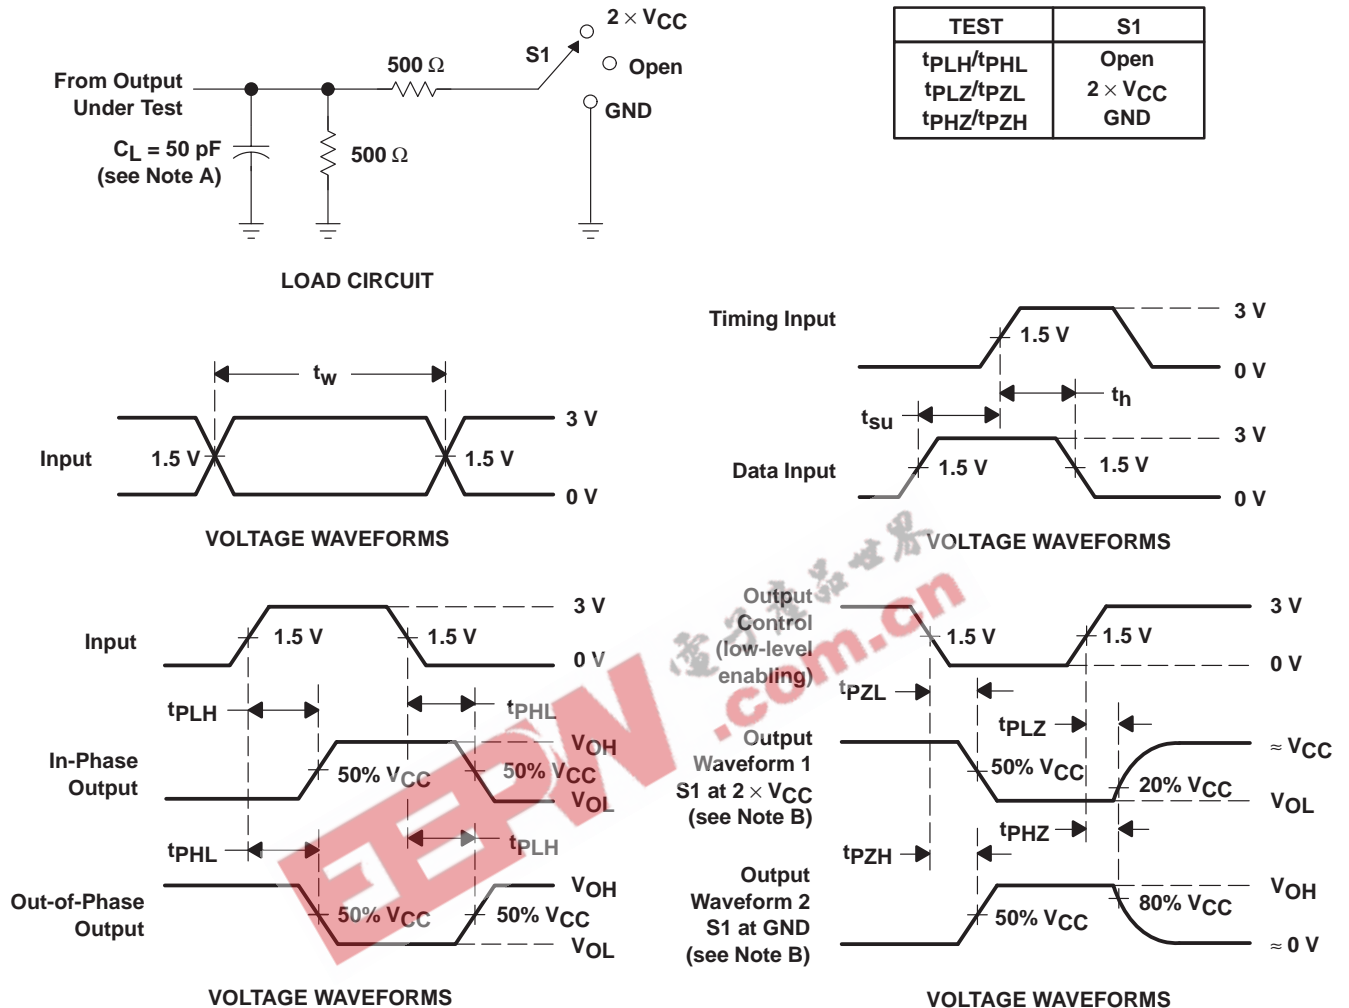 2 × VCC
S1
500 Ω
Open
From Output
Under Test
GND
CL = 50 pF
(see Note A)
500 Ω
LOAD CIRCUIT
TEST S1
tPLH/tPHL Open
tPLZ/tPZL 2 × VCC
tPHZ/tPZH GND
tw
3 V
Input
1.5 V
1.5 V
0 V
VOLTAGE WAVEFORMS
Timing Input
3 V
1.5 V
0 V
th
tsu
3 V
Data Input
1.5 V
1.5 V
0 V
VOLTAGE WAVEFORMS
3 V
Input
1.5 V
1.5 V
0 V
tPLH
tPHL
In-Phase
Output
VOH
50% VCC
50% VCC
VOL
tPHL
tPLH
Out-of-Phase
Output
VOH
50% VCC
50% VCC
VOL
VOLTAGE WAVEFORMS
Output
Control
(low-level
enabling)
3 V
1.5 V
1.5 V
0 V
tPZL
tPLZ
Output
Waveform 1
S1 at 2 × VCC
(see Note B)
≈ VCC
50% VCC
20% VCC
VOL
tPHZ
tPZH
Output
Waveform 2
S1 at GND
(see Note B)
VOH
50% VCC
80% VCC
≈ 0 V
VOLTAGE WAVEFORMS
EEPW
.com.cn
電子產品世界